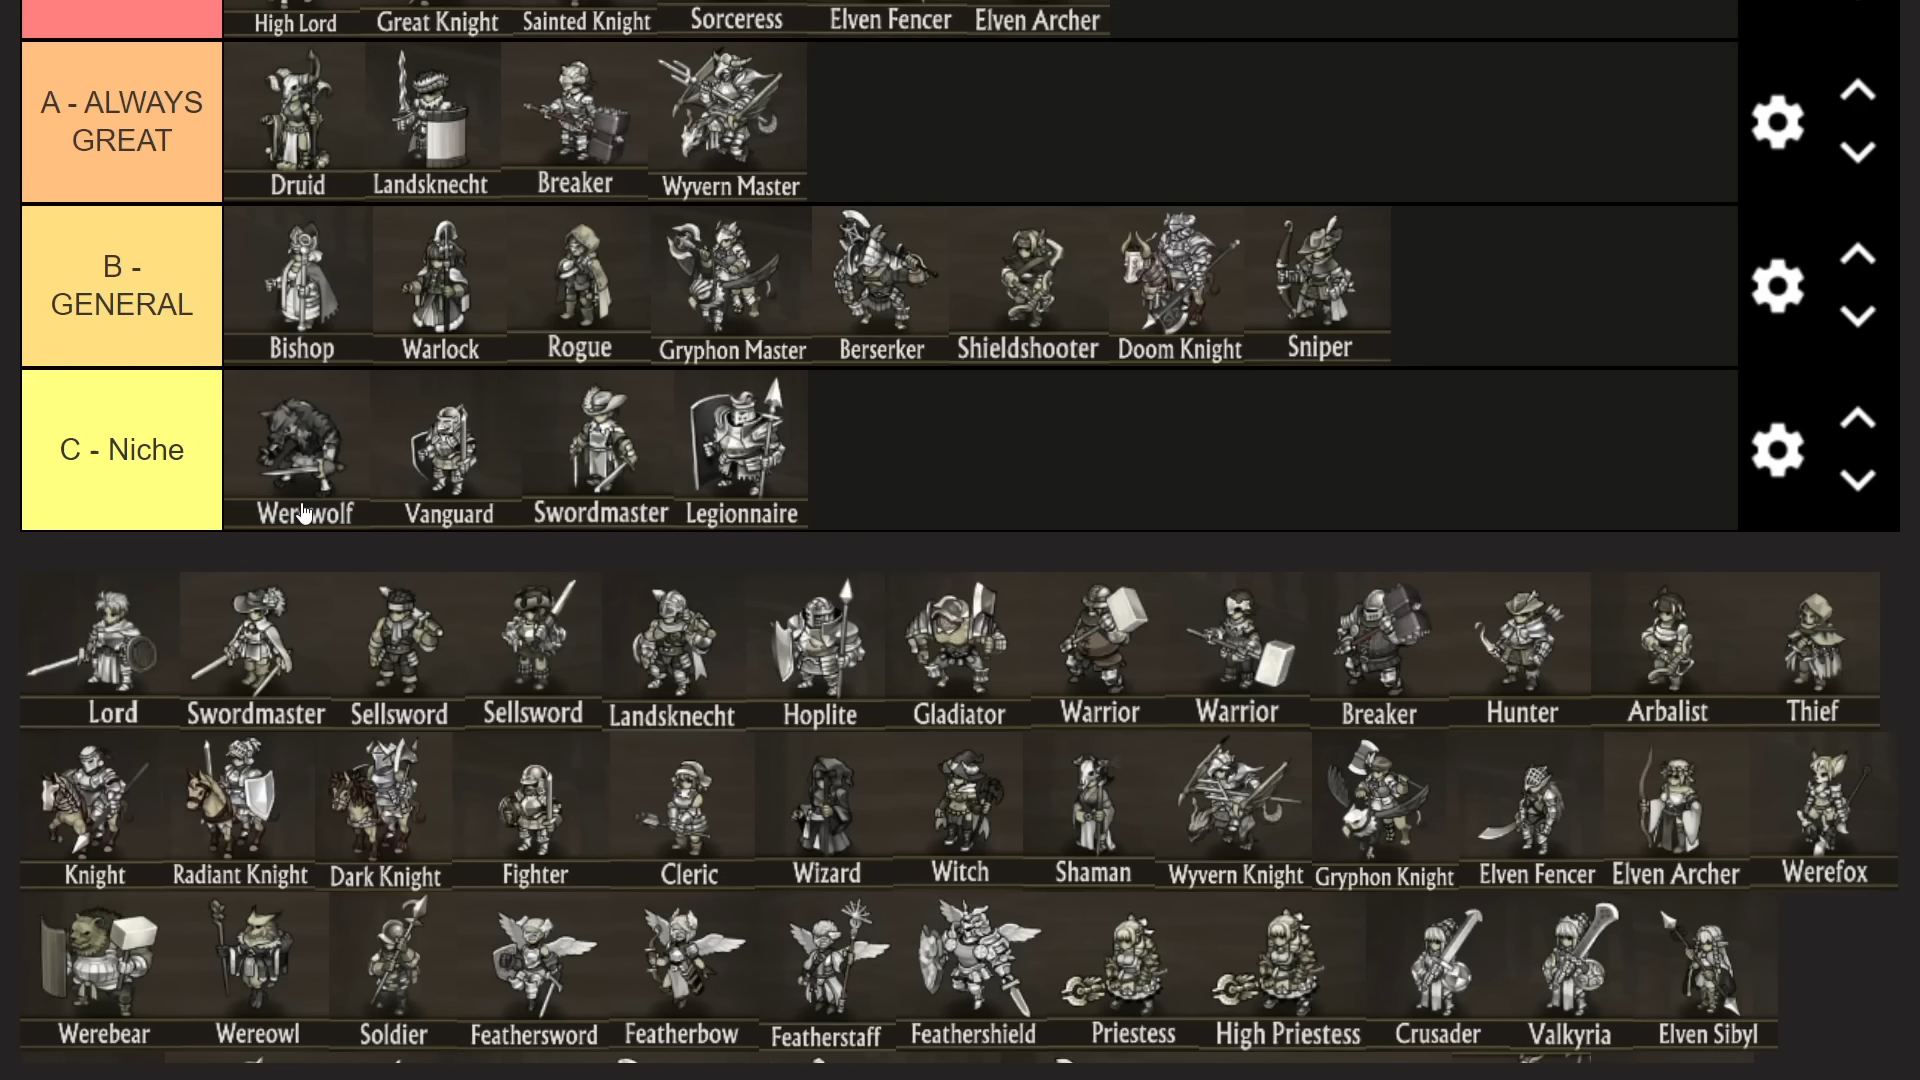 High Lord Great Knight Sainted Knight Sorceress Elven Fencer Elven Archer
A - ALWAYS
GREAT
Druid Landsknecht Breaker Wyvern Master
B -
GENERAL
Bishop Warlock Rogue Gryphon Master Berserker Shieldshooter Doom Knight Sniper
C - Niche
Werewolf Vanguard Swordmaster Legionnaire
Lord Swordmaster Sellsword Sellsword Landsknecht Hoplite Gladiator Warrior Warrior Breaker Hunter Arbalist Thief
Knight Radiant Knight Dark Knight Fighter Cleric Wizard Witch Shaman Wyvern Knight Gryphon Knight Elven Fencer Elven Archer Werefox
Werebear Wereowl Soldier Feathersword Featherbow Featherstaff Feathershield Priestess High Priestess Crusader Valkyria Elven Sibyl